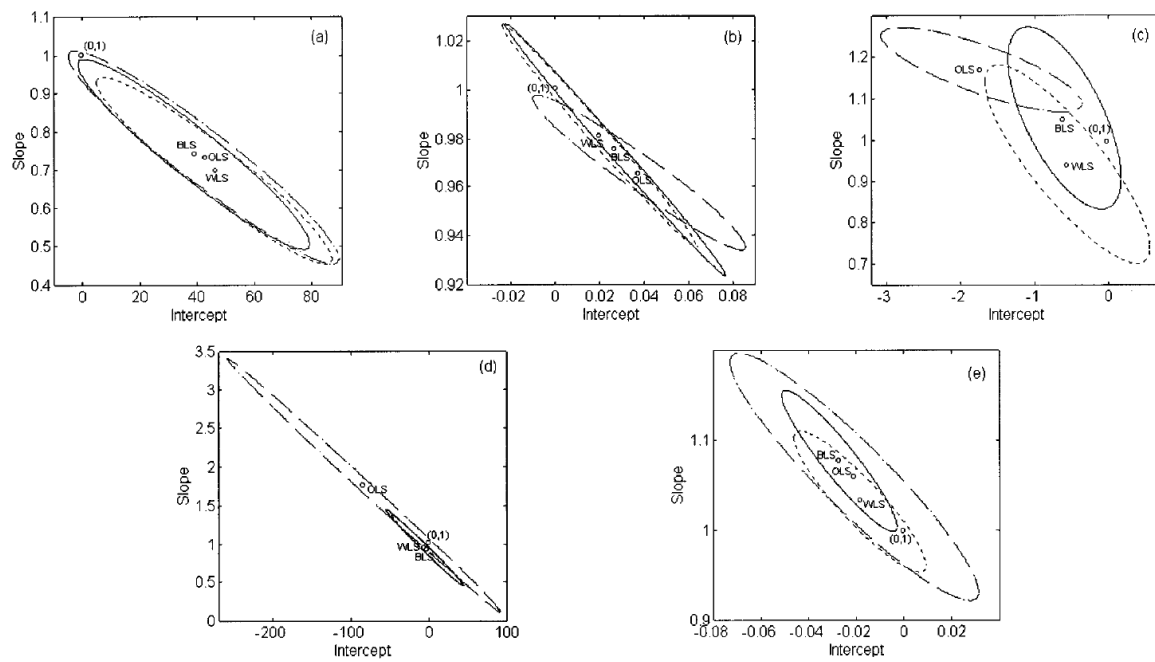 (a)
1.1
1
0.9
0.8
0.7
0.6
0.5
0.4
Slope
(0,1)
BLS
OLS
WLS
0
20
40
60
80
Intercept
(b)
1.02
1
0.98
0.96
0.94
0.92
Slope
(0,1)
WLS
BLS
OLS
-0.02
0
0.02
0.04
0.06
0.08
Intercept
(c)
1.2
1.1
1
0.9
0.8
0.7
Slope
OLS
BLS
(0,1)
WLS
-3
-2
-1
0
Intercept
(d)
3.5
3
2.5
2
1.5
1
0.5
0
Slope
OLS
(0,1)
WLS
BLS
-200
-100
0
100
Intercept
(e)
1.1
1
0.9
Slope
BLS
OLS
WLS
(0,1)
-0.08
-0.06
-0.04
-0.02
0
0.02
Intercept